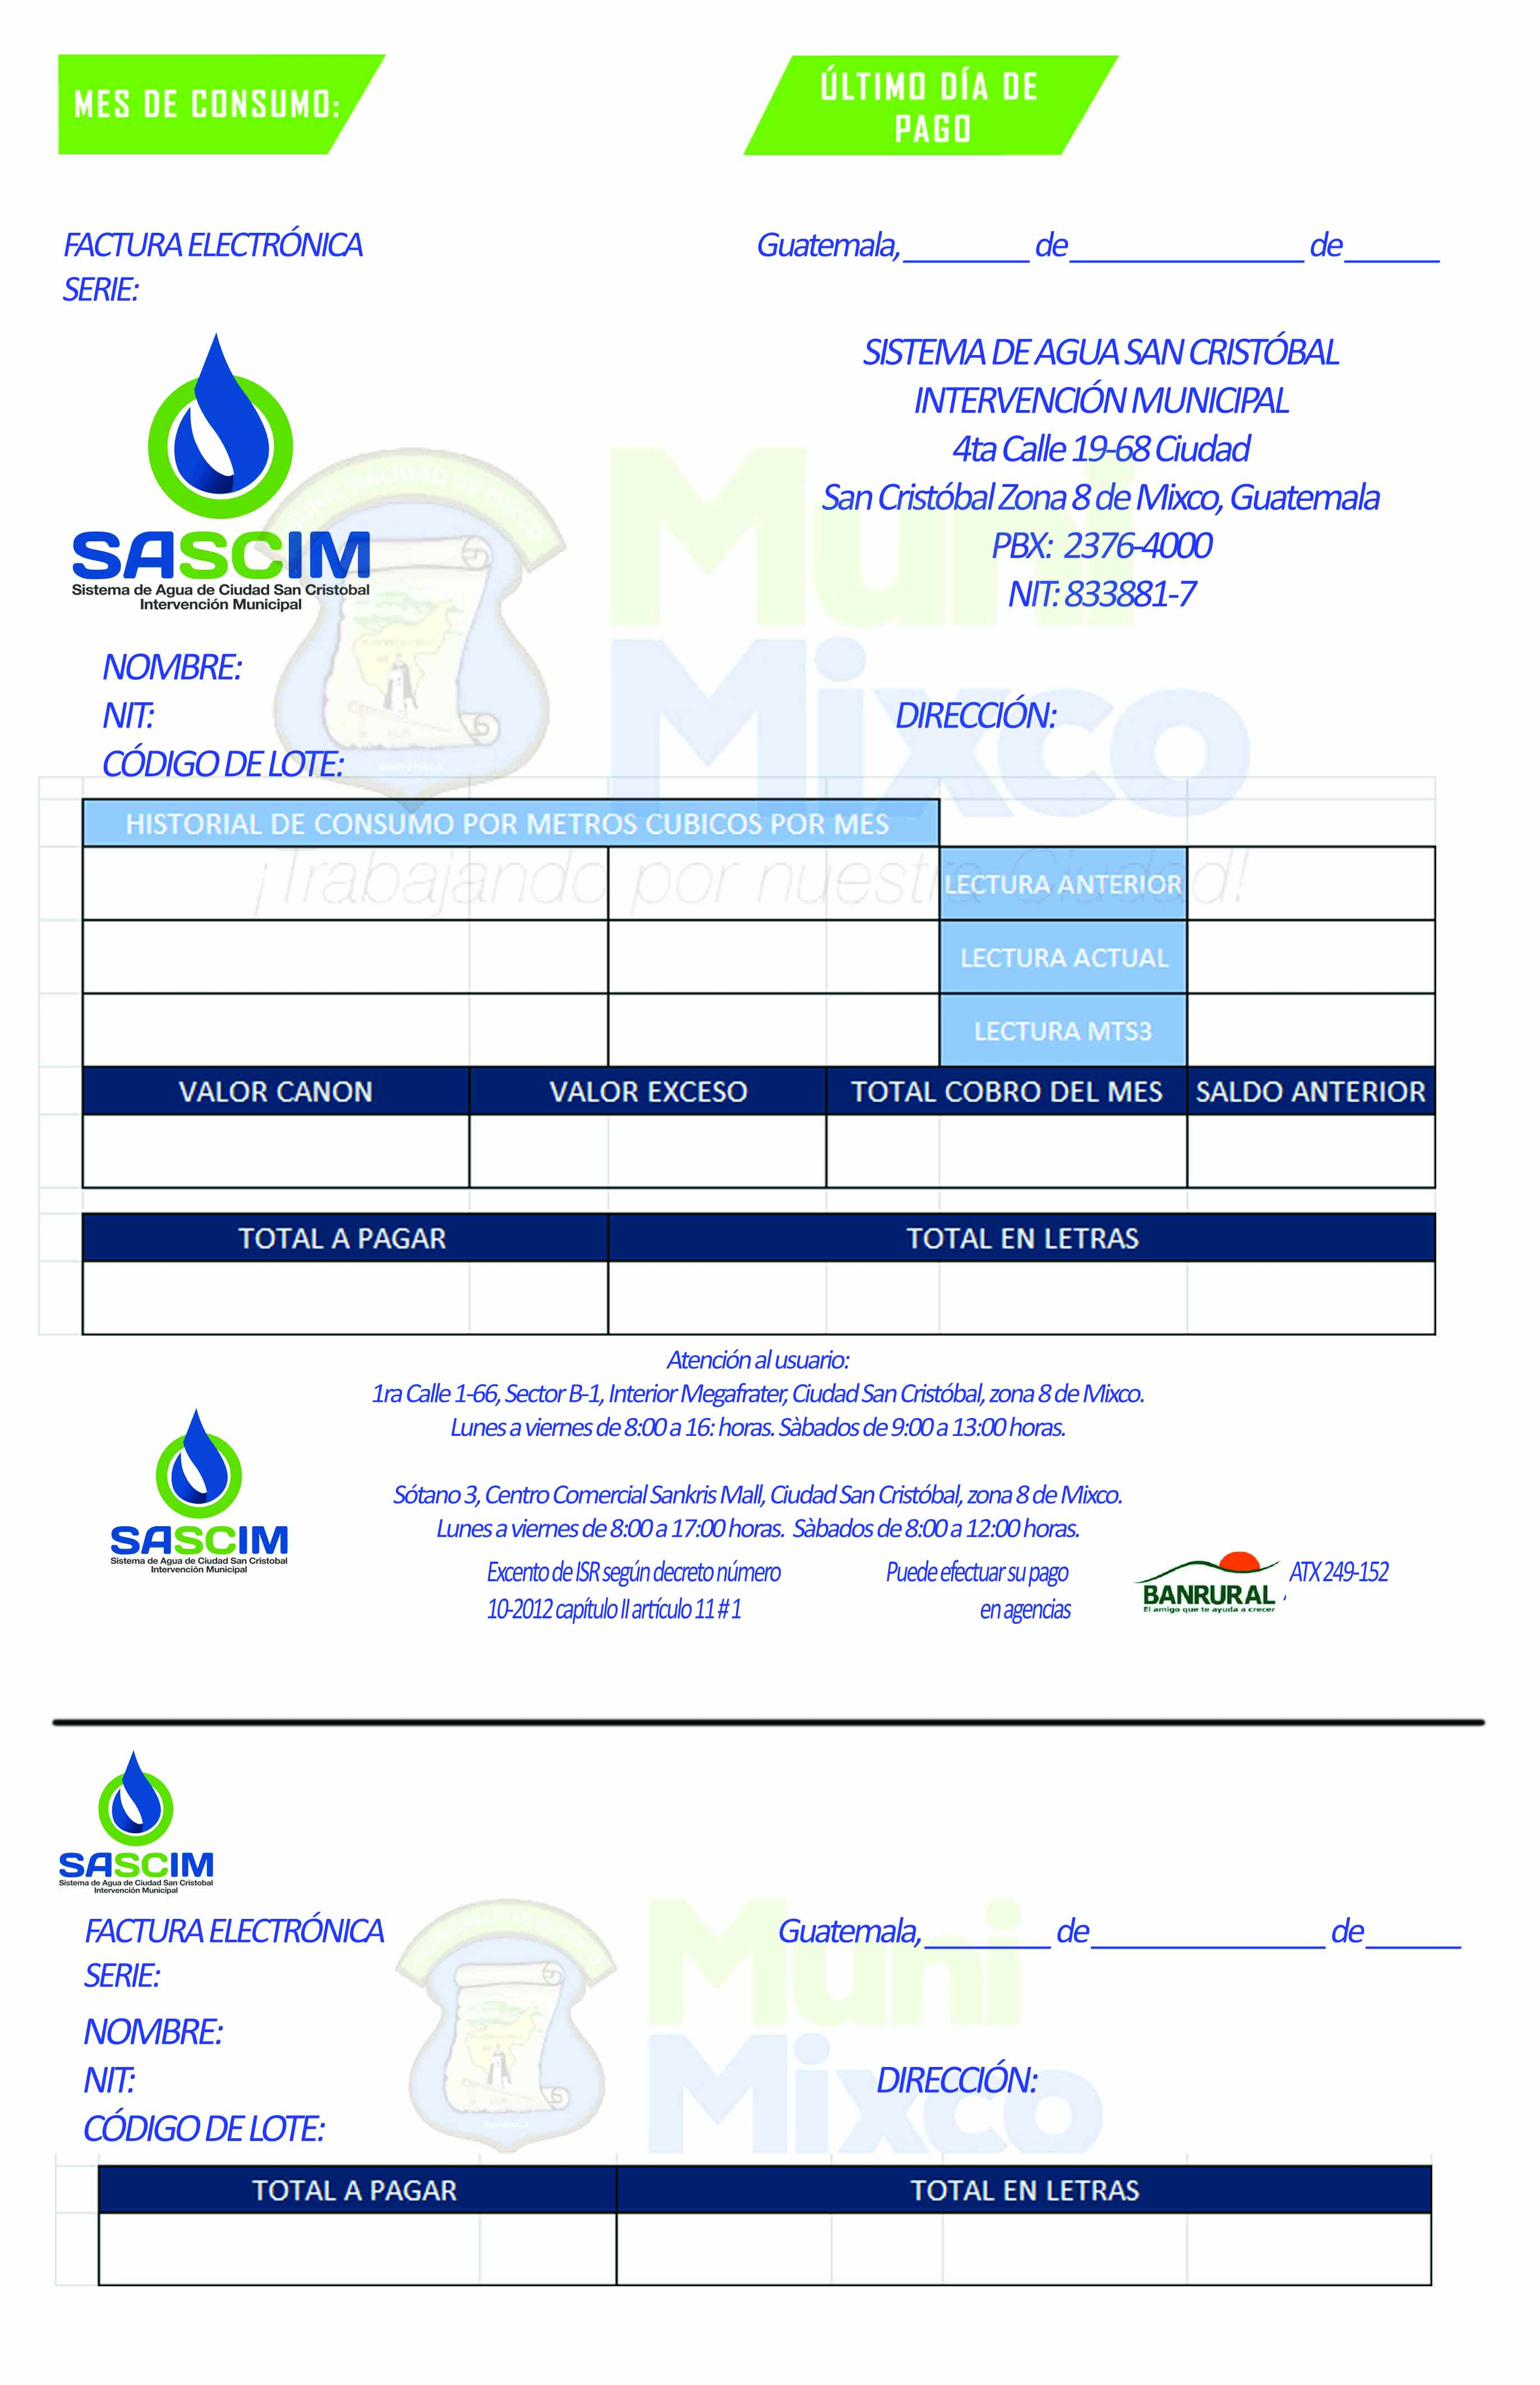 MES DE CONSUMO:
ÚLTIMO DÍA DE
PAGO
FACTURA ELECTRÓNICA
Guatemala,________ de_______________ de______
SERIE:
SISTEMA DE AGUA SAN CRISTÓBAL
INTERVENCIÓN MUNICIPAL
4ta Calle 19-68 Ciudad
San Cristóbal Zona 8 de Mixco, Guatemala
PBX: 2376-4000
NIT: 833881-7
SASCIM
Sistema de Agua de Ciudad San Cristobal
Intervención Municipal
MUNICIPALIDAD DE MIXCO
GUATEMALA
Muni
Mixco
¡Trabajando por nuestra Ciudad!
NOMBRE:
NIT:
DIRECCIÓN:
CÓDIGO DE LOTE:
HISTORIAL DE CONSUMO POR METROS CUBICOS POR MES
LECTURA ANTERIOR
LECTURA ACTUAL
LECTURA MTS3
VALOR CANON VALOR EXCESO TOTAL COBRO DEL MES SALDO ANTERIOR
TOTAL A PAGAR TOTAL EN LETRAS
Atención al usuario:
1ra Calle 1-66, Sector B-1, Interior Megafrater, Ciudad San Cristóbal, zona 8 de Mixco.
Lunes a viernes de 8:00 a 16: horas. Sàbados de 9:00 a 13:00 horas.
Sótano 3, Centro Comercial Sankris Mall, Ciudad San Cristóbal, zona 8 de Mixco.
Lunes a viernes de 8:00 a 17:00 horas. Sàbados de 8:00 a 12:00 horas.
SASCIM
Sistema de Agua de Ciudad San Cristobal
Intervención Municipal
Excento de ISR según decreto número
10-2012 capítulo II artículo 11 # 1
Puede efectuar su pago
en agencias
BANRURAL
El amigo que te ayuda a crecer
ATX 249-152
SASCIM
Sistema de Agua de Ciudad San Cristobal
Intervención Municipal
FACTURA ELECTRÓNICA
Guatemala,________ de_______________ de______
SERIE:
Muni
Mixco
GUATEMALA
NOMBRE:
NIT:
DIRECCIÓN:
CÓDIGO DE LOTE:
TOTAL A PAGAR TOTAL EN LETRAS